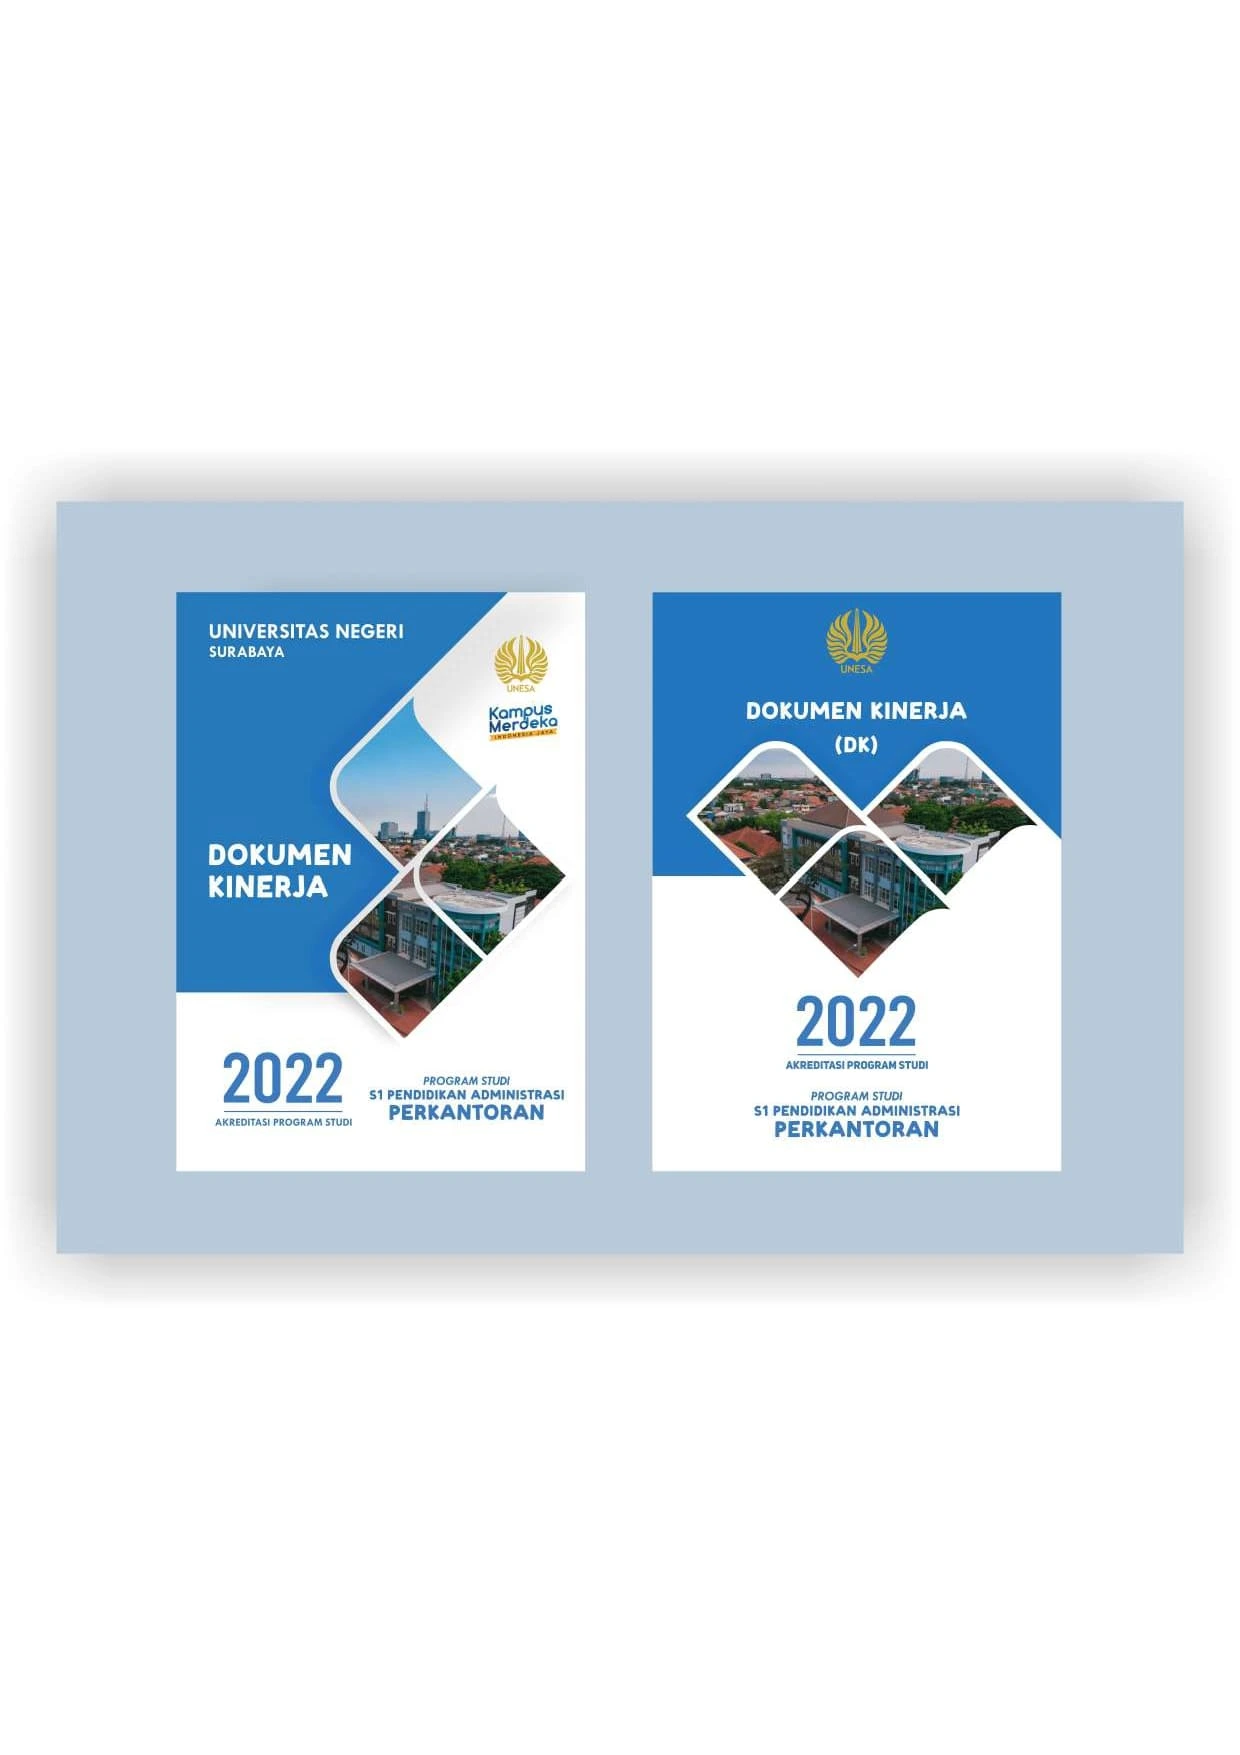 UNIVERSITAS NEGERI
SURABAYA
UNESA
Kampus
Merdeka
INDONESIA JAYA
DOKUMEN
KINERJA
2022
AKREDITASI PROGRAM STUDI
PROGRAM STUDI
S1 PENDIDIKAN ADMINISTRASI
PERKANTORAN
UNESA
DOKUMEN KINERJA
(DK)
2022
AKREDITASI PROGRAM STUDI
PROGRAM STUDI
S1 PENDIDIKAN ADMINISTRASI
PERKANTORAN